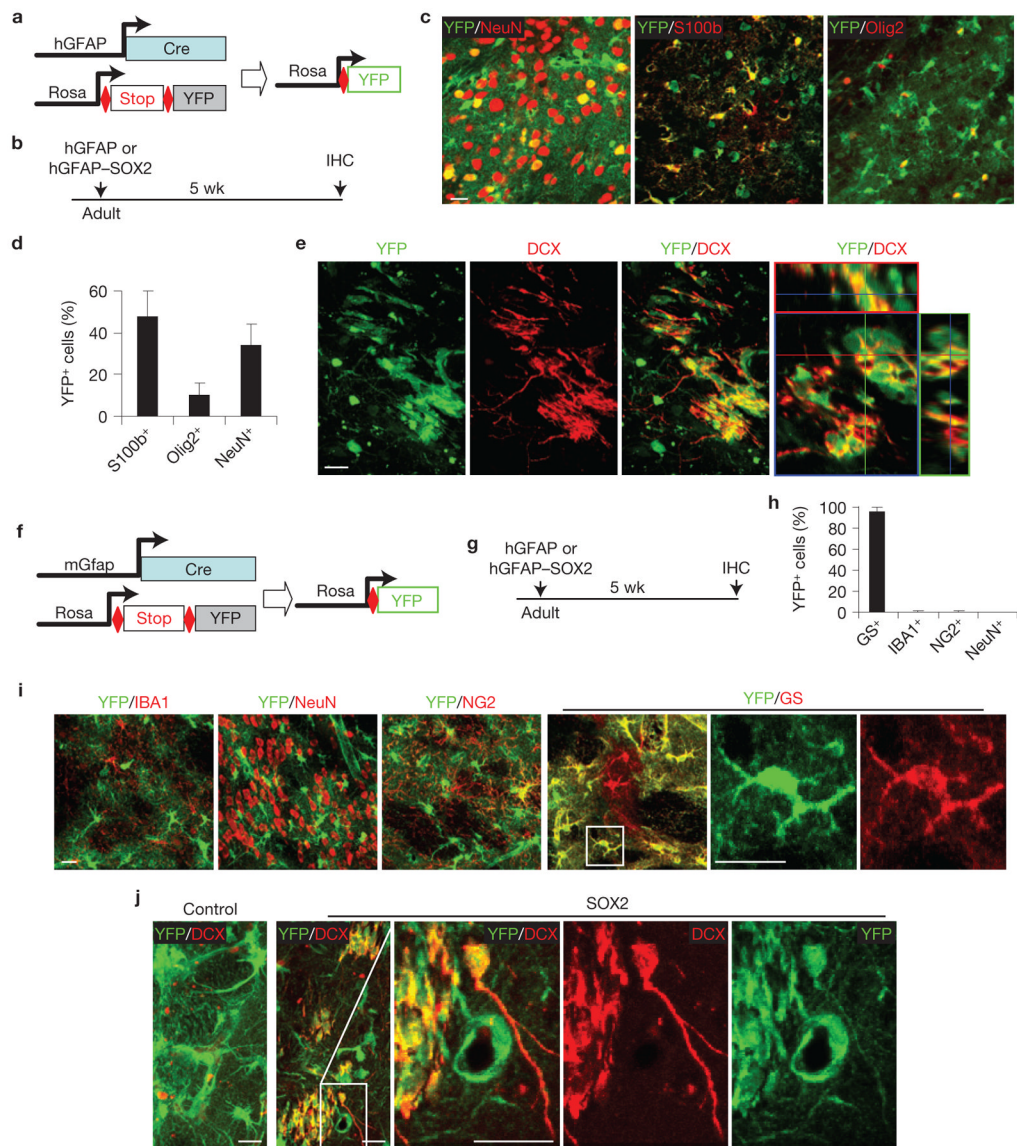 a
hGFAP
Cre
Rosa
Stop
YFP
Rosa
YFP
b
hGFAP or
hGFAP–SOX2
5 wk
IHC
Adult
c
YFP/NeuN
YFP/S100b
YFP/Olig2
d
YFP+ cells (%)
60
40
20
0
S100b+
Olig2+
NeuN+
e
YFP
DCX
YFP/DCX
YFP/DCX
f
mGfap
Cre
Rosa
Stop
YFP
Rosa
YFP
g
hGFAP or
hGFAP–SOX2
5 wk
IHC
Adult
h
YFP+ cells (%)
100
80
60
40
20
0
GS+
IBA1+
NG2+
NeuN+
i
YFP/IBA1
YFP/NeuN
YFP/NG2
YFP/GS
j
Control
SOX2
YFP/DCX
YFP/DCX
YFP/DCX
DCX
YFP